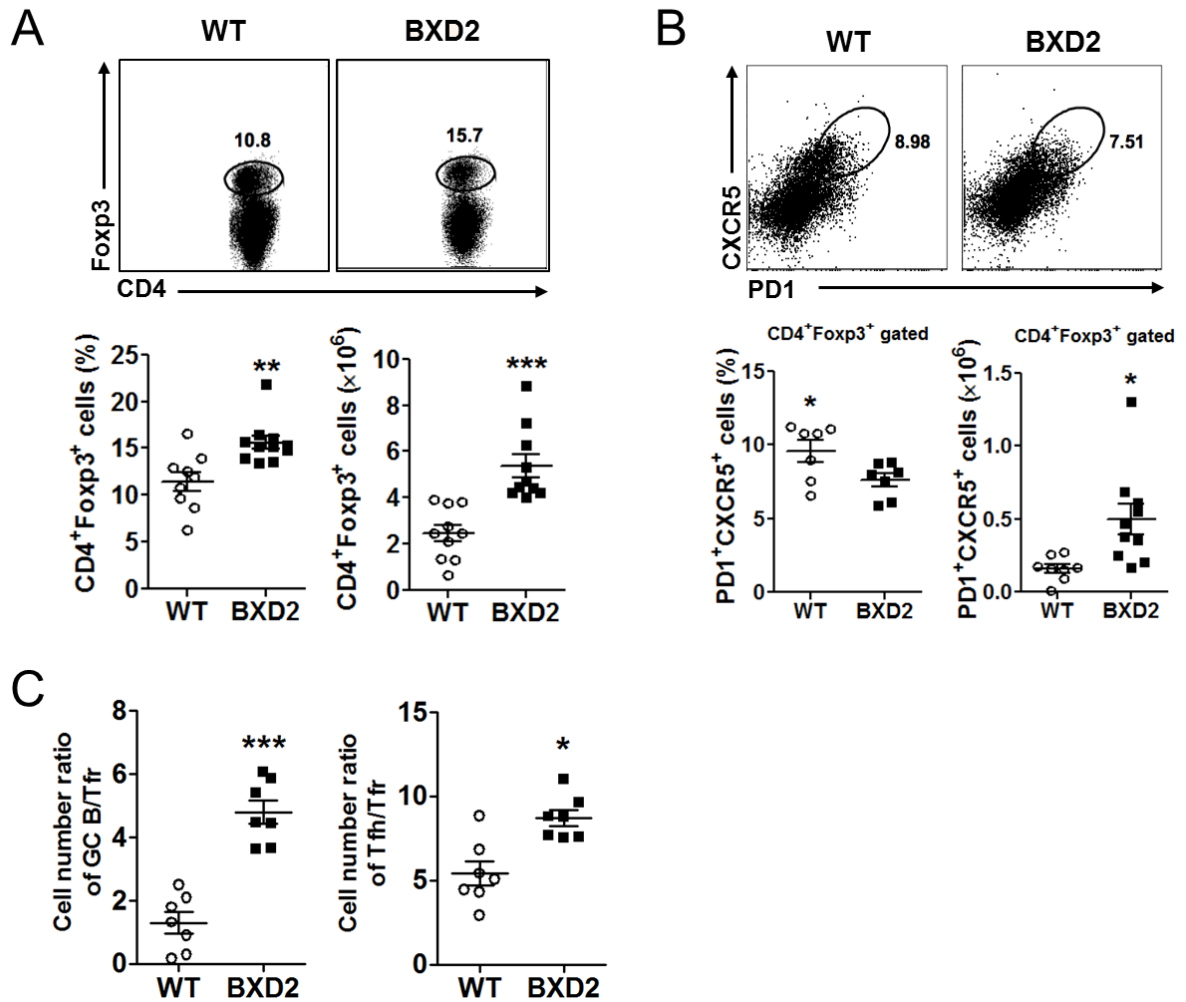 A
WT
BXD2
10.8
15.7
Foxp3
CD4
CD4+Foxp3+ cells (%)
25
20
15
10
5
0
**
WT
BXD2
CD4+Foxp3+ cells (×10⁶)
10
8
6
4
2
0
***
WT
BXD2
B
WT
BXD2
8.98
7.51
CXCR5
PD1
CD4+Foxp3+ gated
PD1+CXCR5+ cells (%)
15
10
5
0
*
WT
BXD2
CD4+Foxp3+ gated
PD1+CXCR5+ cells (×10⁶)
1.5
1.0
0.5
0.0
*
WT
BXD2
C
Cell number ratio
of GC B/Tfr
8
6
4
2
0
***
WT
BXD2
Cell number ratio
of Tfh/Tfr
15
10
5
0
*
WT
BXD2